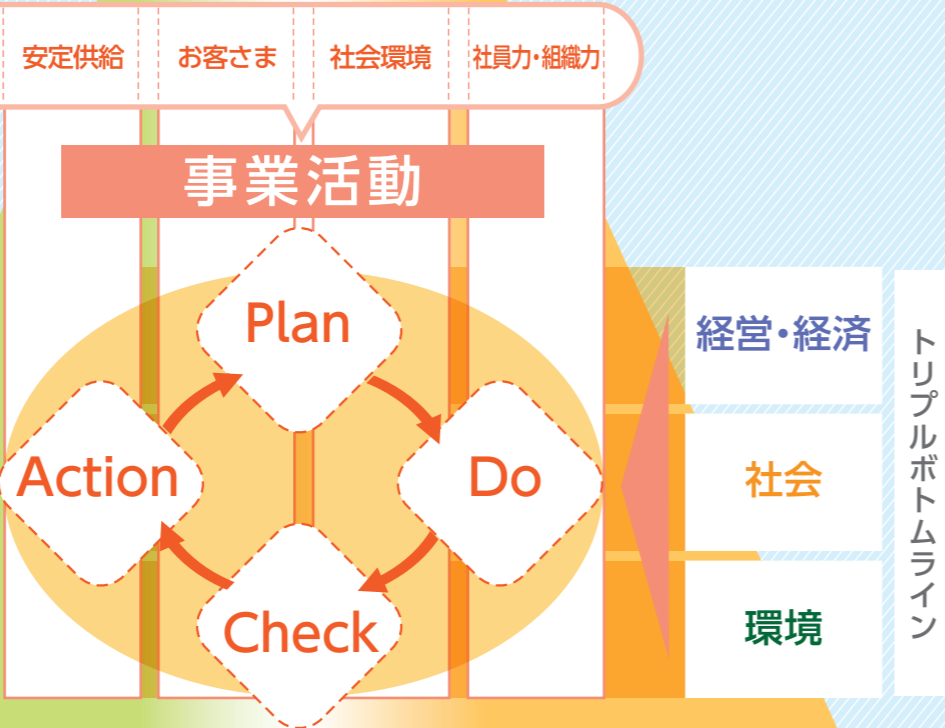 安定供給
お客さま
社会環境
社員力・組織力
事業活動
Plan
Do
Check
Action
経営・経済
社会
環境
トリプルボトムライン